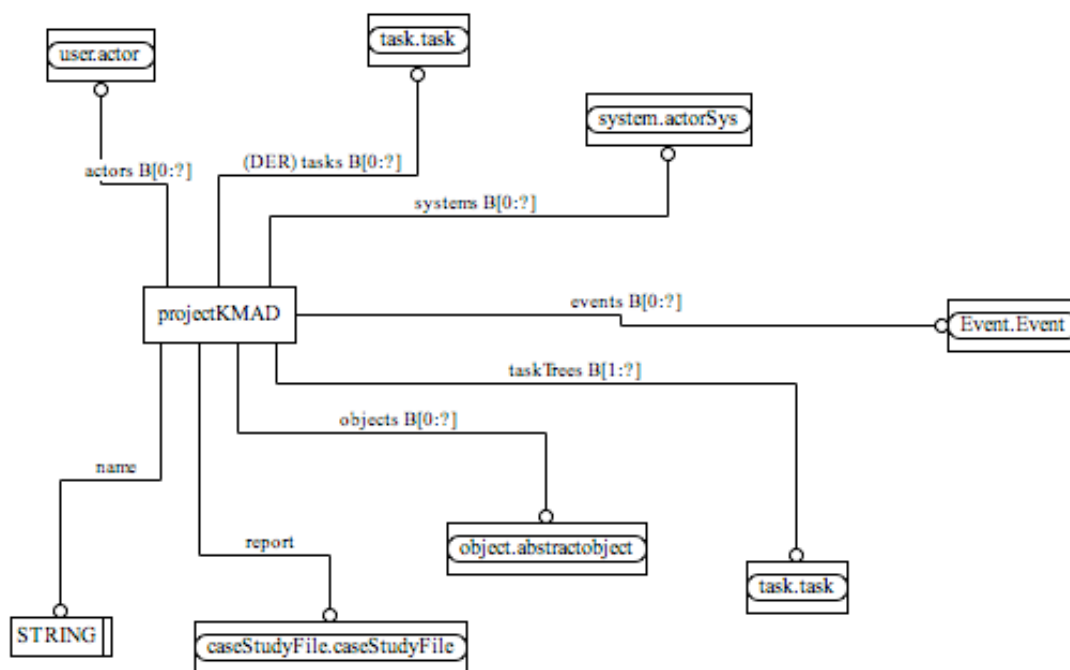 task.task
user.actor
system.actorSys
(DER) tasks B[0:?]
actors B[0:?]
systems B[0:?]
events B[0:?]
projectKMAD
Event.Event
taskTrees B[1:?]
objects B[0:?]
name
report
object.abstractobject
task.task
STRING
caseStudyFile.caseStudyFile